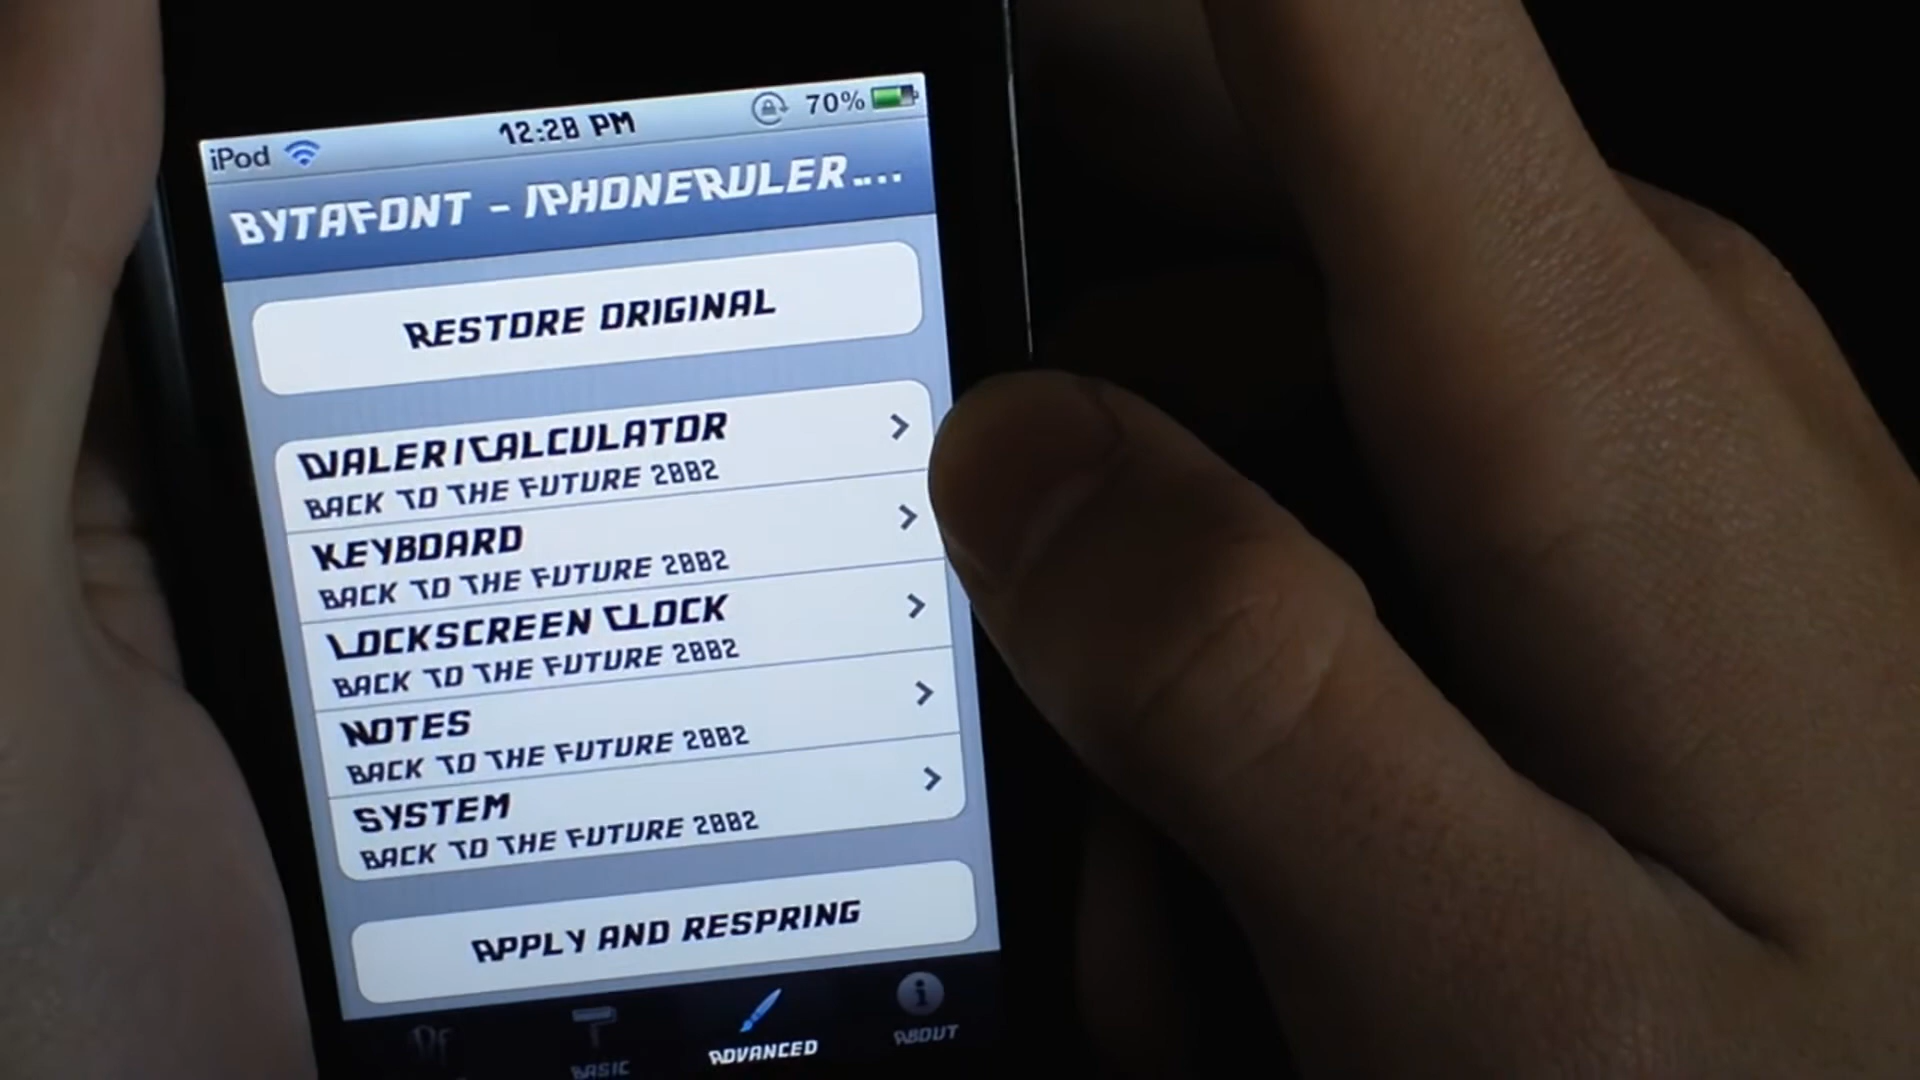 iPod 12:28 PM 70%
BYTAFONT - IPHONERULER....
RESTORE ORIGINAL
DIALER/CALCULATOR
BACK TO THE FUTURE 2002
KEYBOARD
BACK TO THE FUTURE 2002
LOCKSCREEN CLOCK
BACK TO THE FUTURE 2002
NOTES
BACK TO THE FUTURE 2002
SYSTEM
BACK TO THE FUTURE 2002
APPLY AND RESPRING
BASIC ADVANCED ABOUT